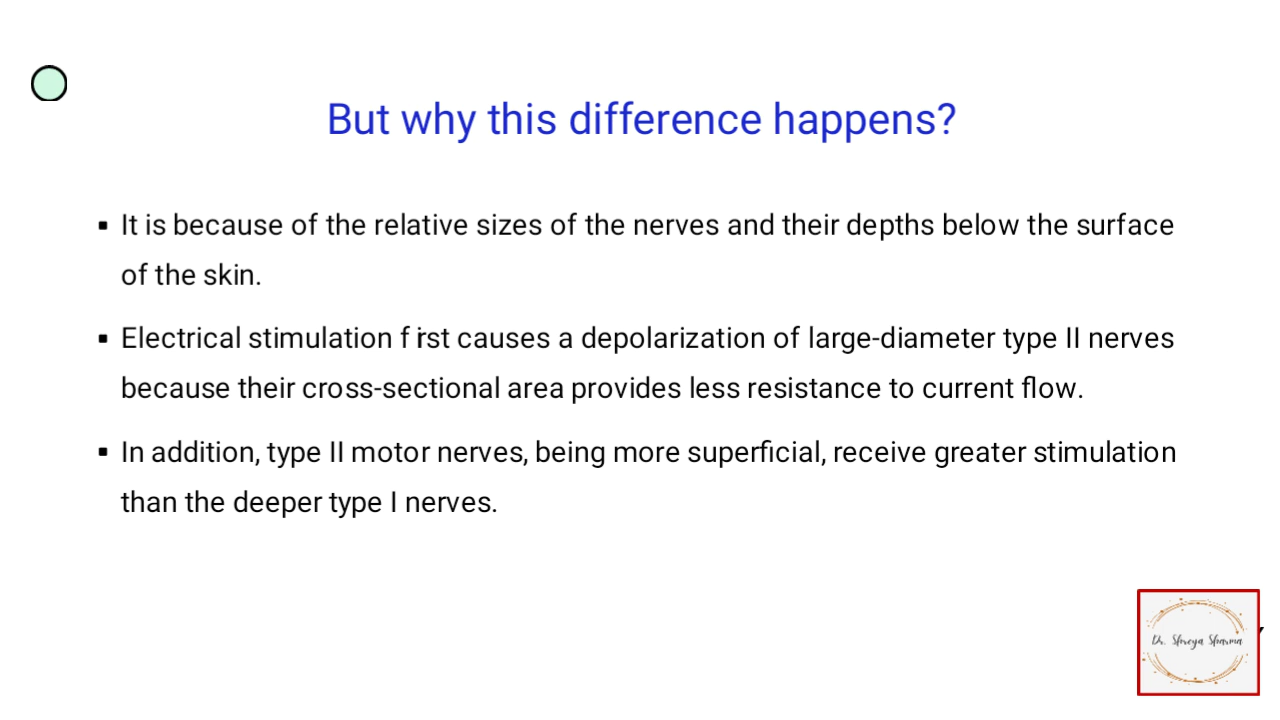 But why this difference happens?
▪ It is because of the relative sizes of the nerves and their depths below the surface
of the skin.
▪ Electrical stimulation f irst causes a depolarization of large-diameter type II nerves
because their cross-sectional area provides less resistance to current flow.
▪ In addition, type II motor nerves, being more superficial, receive greater stimulation
than the deeper type I nerves.
Dr. Shreya Sharma